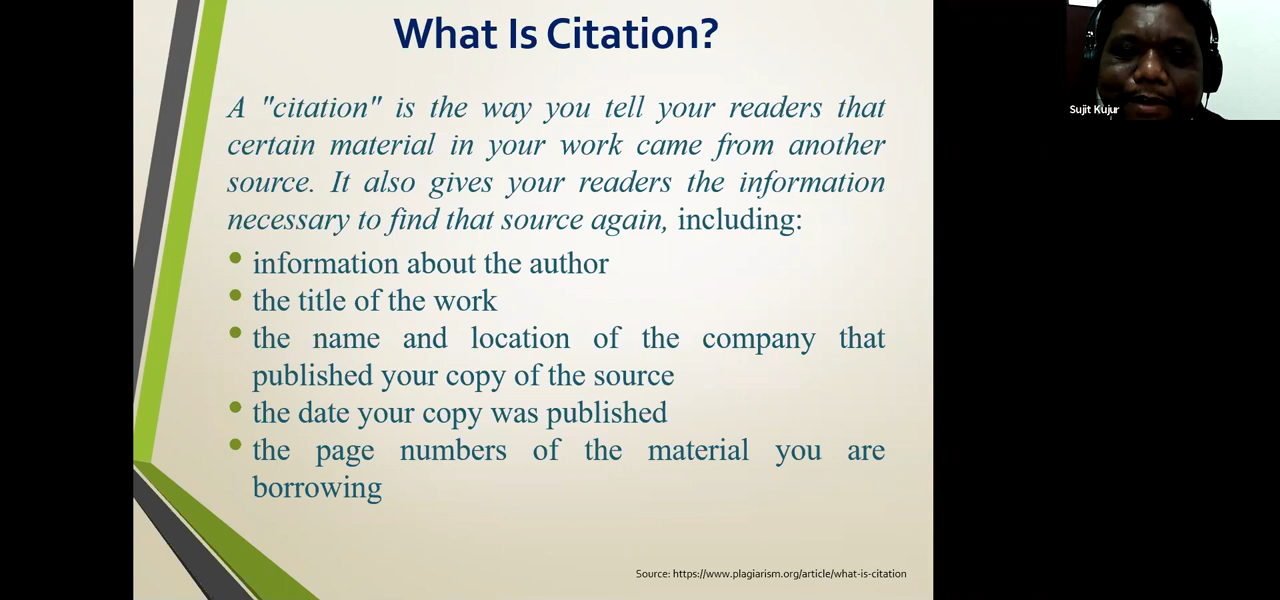 What Is Citation?
A "citation" is the way you tell your readers that
certain material in your work came from another
source. It also gives your readers the information
necessary to find that source again, including:
• information about the author
• the title of the work
• the name and location of the company that
published your copy of the source
• the date your copy was published
• the page numbers of the material you are
borrowing
Source: https://www.plagiarism.org/article/what-is-citation
Sujit Kujur